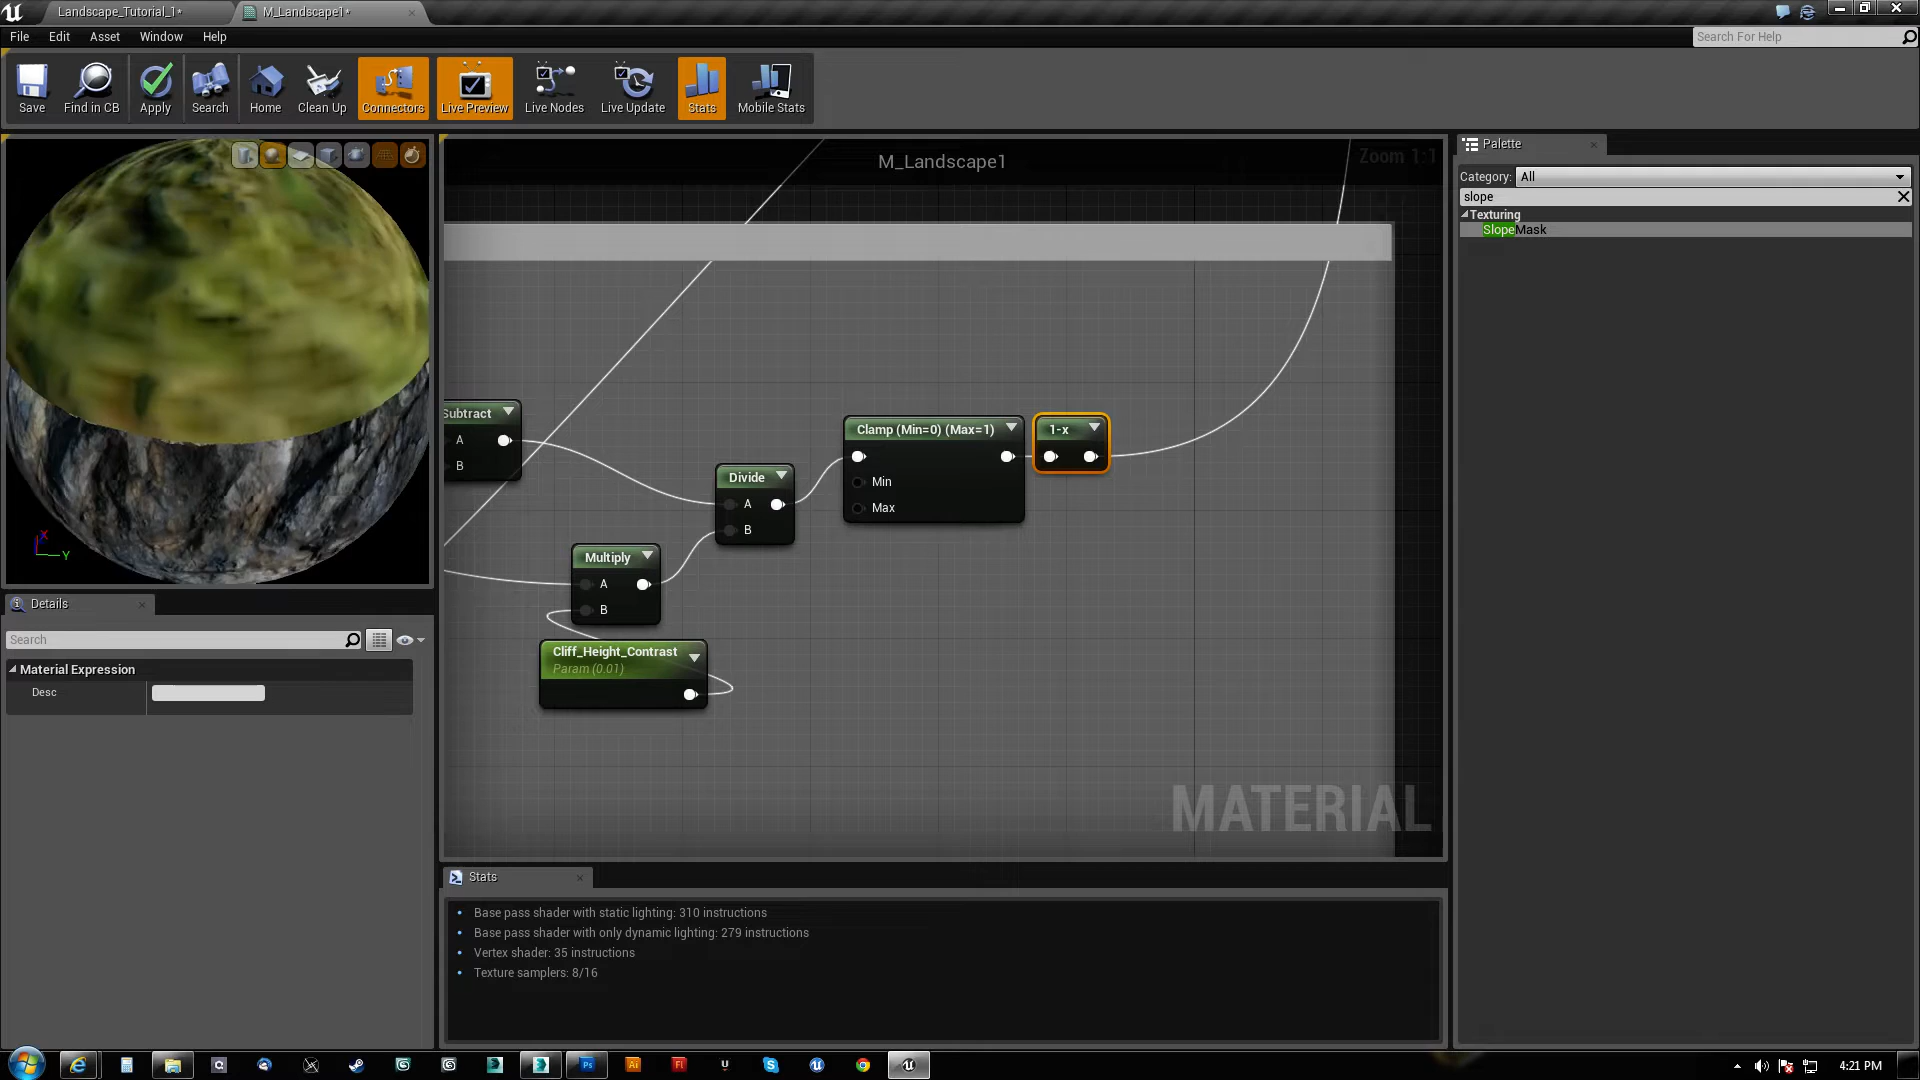 Landscape_Tutorial_1*
M_Landscape1*
File Edit Asset Window Help
Search For Help
Save Find in CB Apply Search Home Clean Up Connectors Live Preview Live Nodes Live Update Stats Mobile Stats
M_Landscape1
Zoom 1:1
Palette
Category: All
slope
Texturing
SlopeMask
Subtract
A
B
Divide
A
B
Clamp (Min=0) (Max=1)
Min
Max
1-x
Multiply
A
B
Cliff_Height_Contrast
Param (0.01)
X
Y
MATERIAL
Details
Search
Material Expression
Desc
Stats
Base pass shader with static lighting: 310 instructions
Base pass shader with only dynamic lighting: 279 instructions
Vertex shader: 35 instructions
Texture samplers: 8/16
Ps
Ai
Fl
4:21 PM